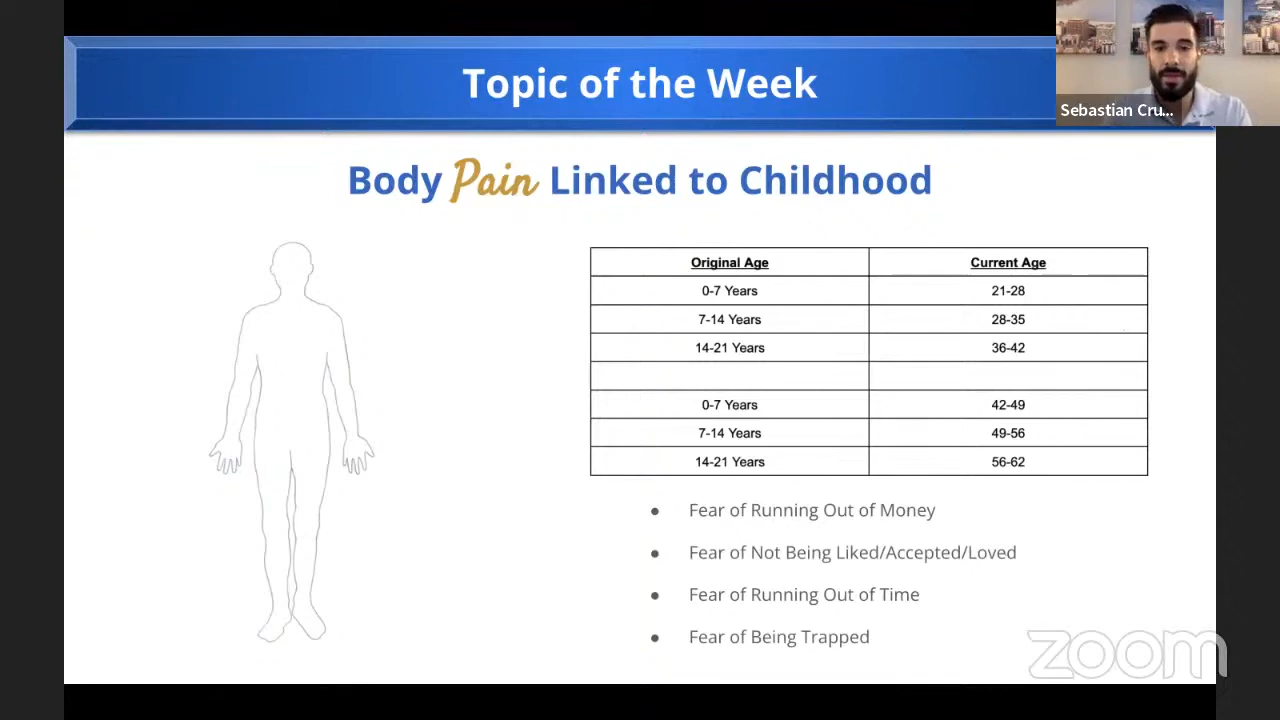 Topic of the Week
Sebastian Cru...
Body Pain Linked to Childhood
Original Age Current Age
0-7 Years 21-28
7-14 Years 28-35
14-21 Years 36-42
0-7 Years 42-49
7-14 Years 49-56
14-21 Years 56-62
• Fear of Running Out of Money
• Fear of Not Being Liked/Accepted/Loved
• Fear of Running Out of Time
• Fear of Being Trapped
zoom